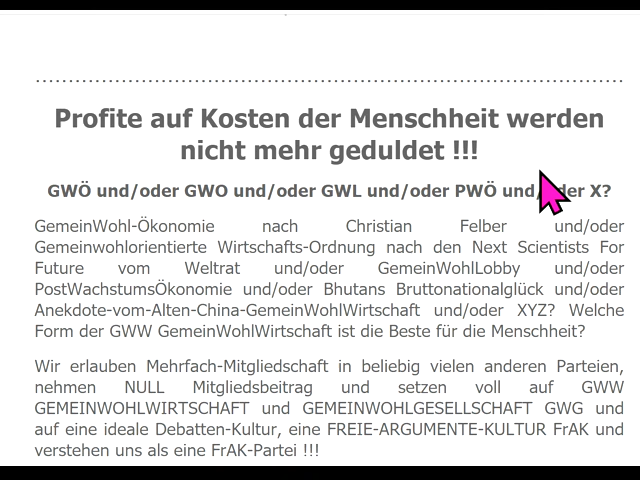 Profite auf Kosten der Menschheit werden
nicht mehr geduldet !!!
GWÖ und/oder GWO und/oder GWL und/oder PWÖ und/oder X?
GemeinWohl-Ökonomie nach Christian Felber und/oder
Gemeinwohlorientierte Wirtschafts-Ordnung nach den Next Scientists For
Future vom Weltrat und/oder GemeinWohlLobby und/oder
PostWachstumsÖkonomie und/oder Bhutans Bruttonationalglück und/oder
Anekdote-vom-Alten-China-GemeinWohlWirtschaft und/oder XYZ? Welche
Form der GWW GemeinWohlWirtschaft ist die Beste für die Menschheit?
Wir erlauben Mehrfach-Mitgliedschaft in beliebig vielen anderen Parteien,
nehmen NULL Mitgliedsbeitrag und setzen voll auf GWW
GEMEINWOHLWIRTSCHAFT und GEMEINWOHLGESELLSCHAFT GWG und
auf eine ideale Debatten-Kultur, eine FREIE-ARGUMENTE-KULTUR FrAK und
verstehen uns als eine FrAK-Partei !!!